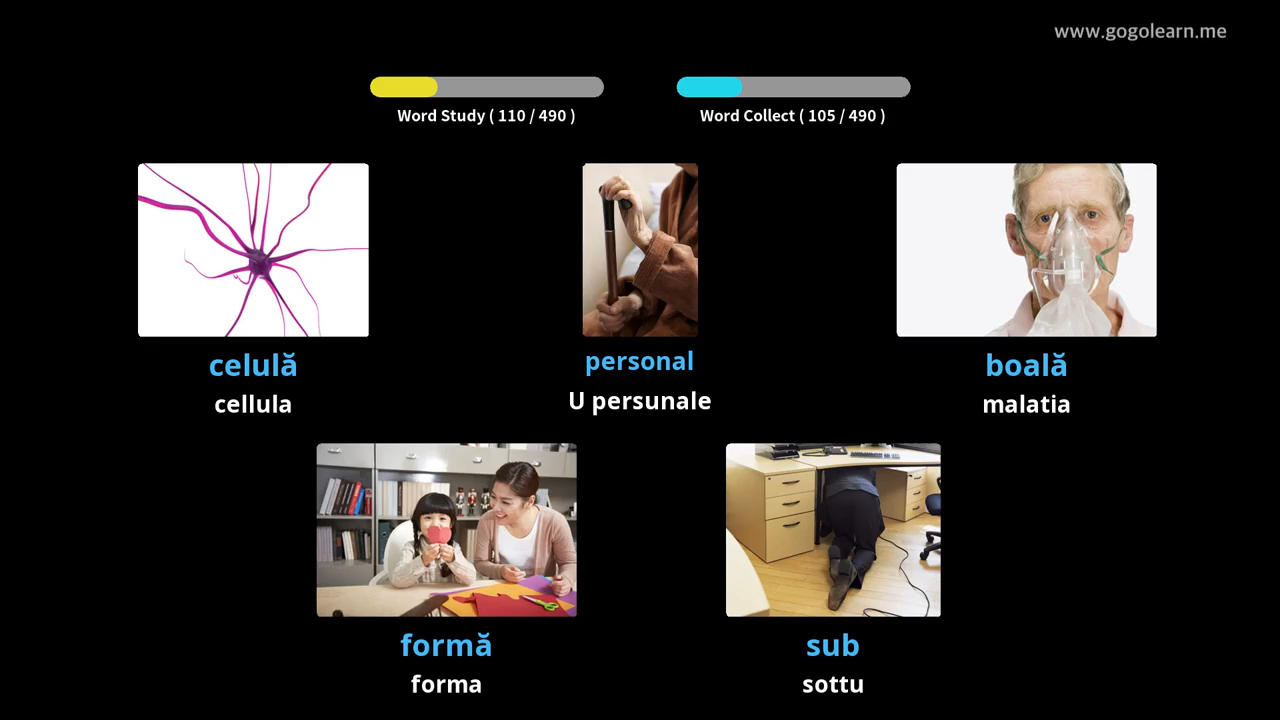 www.gogolearn.me
Word Study ( 110 / 490 )
Word Collect ( 105 / 490 )
celulă
cellula
personal
U persunale
boală
malatia
formă
forma
sub
sottu